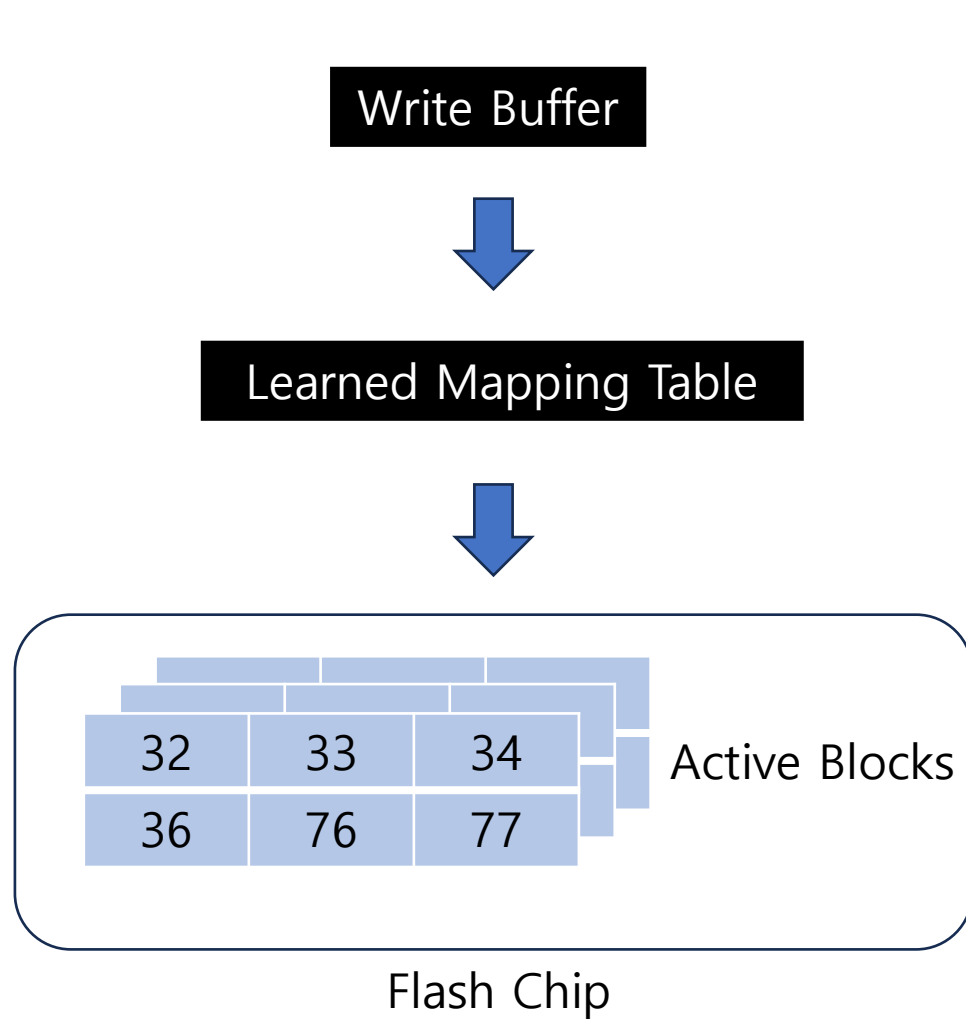 Write Buffer
Learned Mapping Table
32 33 34
36 76 77
Active Blocks
Flash Chip